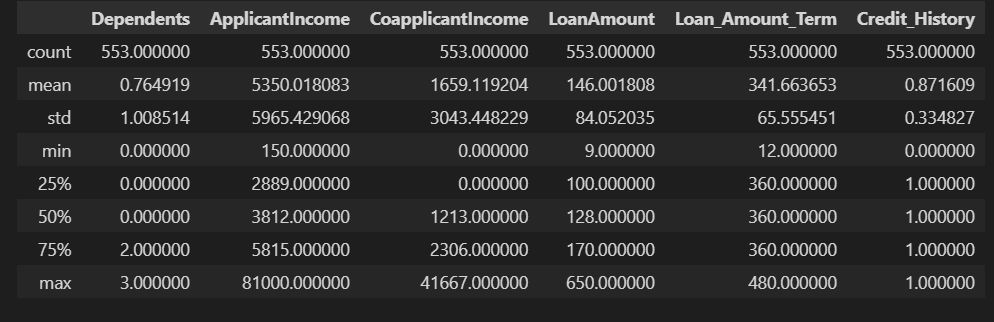 Dependents ApplicantIncome CoapplicantIncome LoanAmount Loan_Amount_Term Credit_History
count 553.000000 553.000000 553.000000 553.000000 553.000000 553.000000
mean 0.764919 5350.018083 1659.119204 146.001808 341.663653 0.871609
std 1.008514 5965.429068 3043.448229 84.052035 65.555451 0.334827
min 0.000000 150.000000 0.000000 9.000000 12.000000 0.000000
25% 0.000000 2889.000000 0.000000 100.000000 360.000000 1.000000
50% 0.000000 3812.000000 1213.000000 128.000000 360.000000 1.000000
75% 2.000000 5815.000000 2306.000000 170.000000 360.000000 1.000000
max 3.000000 81000.000000 41667.000000 650.000000 480.000000 1.000000